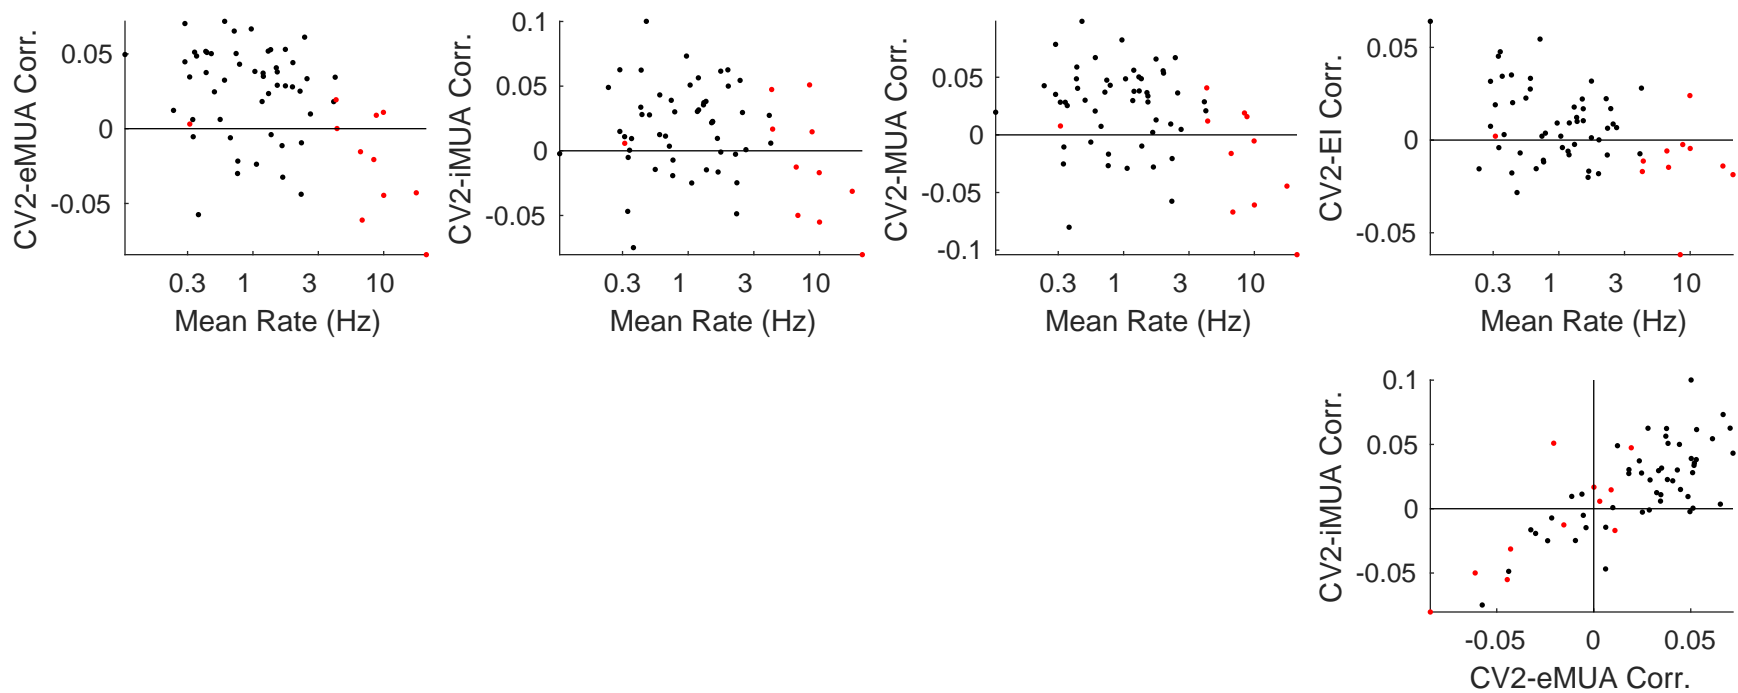 CV2-eMUA Corr.
0.05
0
-0.05
0.3 1 3 10
Mean Rate (Hz)
CV2-iMUA Corr.
0.1
0.05
0
-0.05
0.3 1 3 10
Mean Rate (Hz)
CV2-MUA Corr.
0.05
0
-0.05
-0.1
0.3 1 3 10
Mean Rate (Hz)
CV2-EI Corr.
0.05
0
-0.05
0.3 1 3 10
Mean Rate (Hz)
CV2-iMUA Corr.
0.1
0.05
0
-0.05
-0.05 0 0.05
CV2-eMUA Corr.